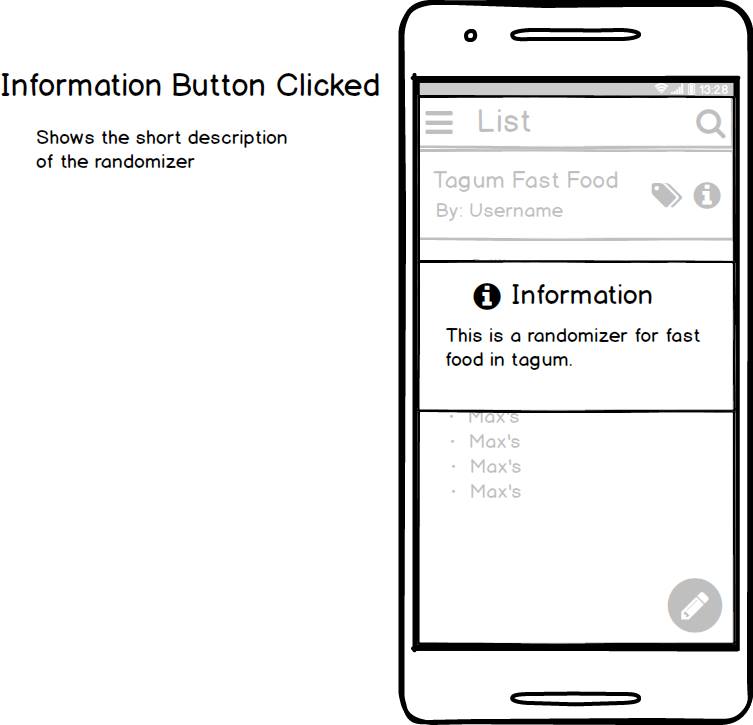 Information Button Clicked
Shows the short description
of the randomizer
13:28
List
Tagum Fast Food
By: Username
Information
This is a randomizer for fast
food in tagum.
• Max's
• Max's
• Max's
• Max's